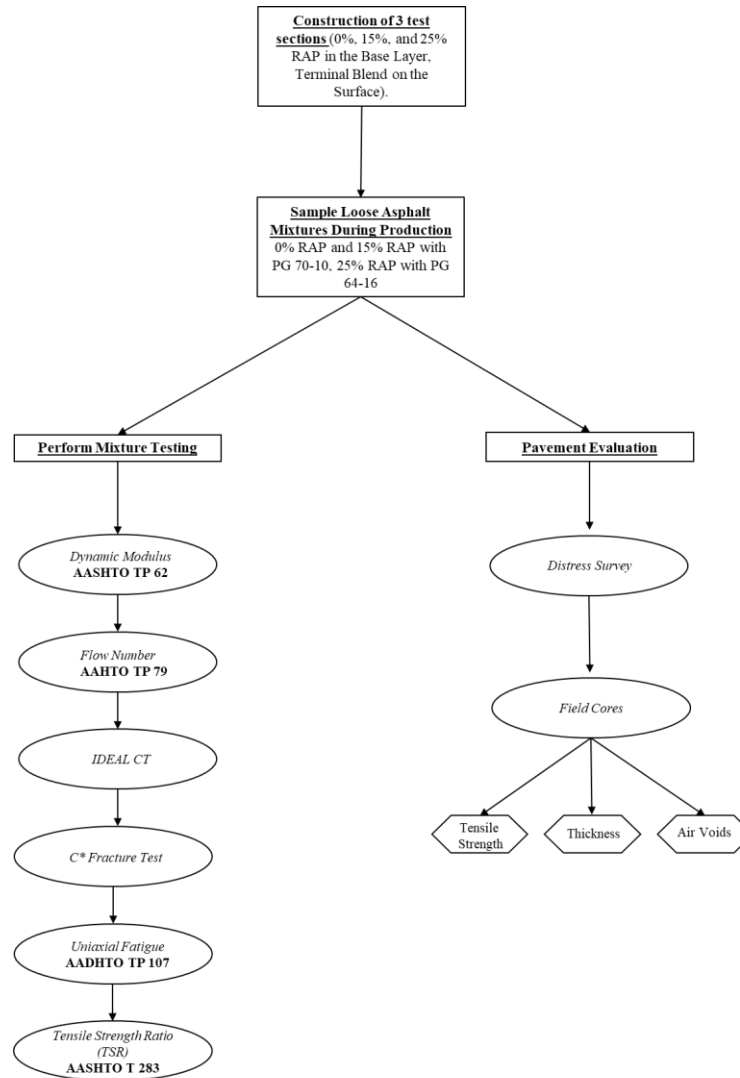 Construction of 3 test
sections (0%, 15%, and 25%
RAP in the Base Layer,
Terminal Blend on the
Surface).
Sample Loose Asphalt
Mixtures During Production
0% RAP and 15% RAP with
PG 70-10, 25% RAP with PG
64-16
Perform Mixture Testing
Dynamic Modulus
AASHTO TP 62
Flow Number
AAHTO TP 79
IDEAL CT
C* Fracture Test
Uniaxial Fatigue
AADHTO TP 107
Tensile Strength Ratio
(TSR)
AASHTO T 283
Pavement Evaluation
Distress Survey
Field Cores
Tensile
Strength
Thickness
Air Voids